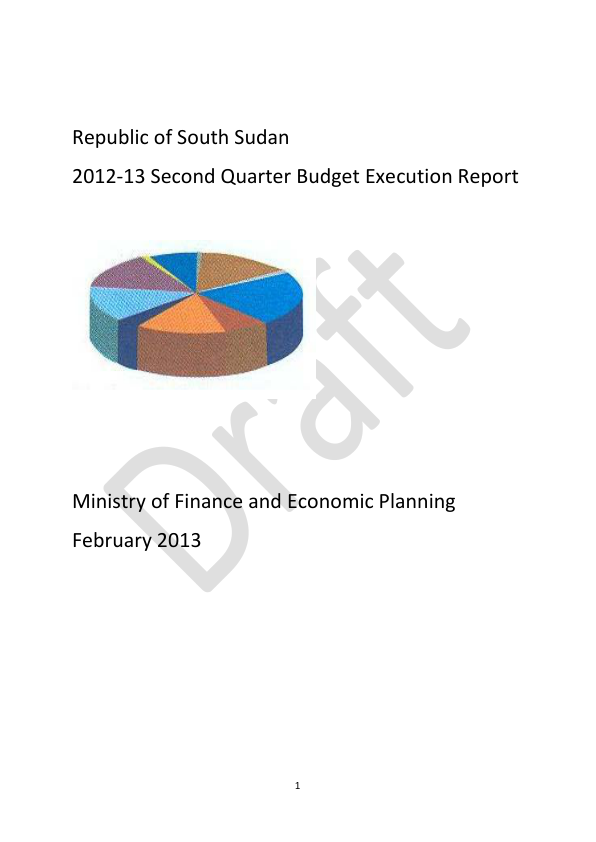 Republic of South Sudan
2012-13 Second Quarter Budget Execution Report
Draft
Ministry of Finance and Economic Planning
February 2013
1